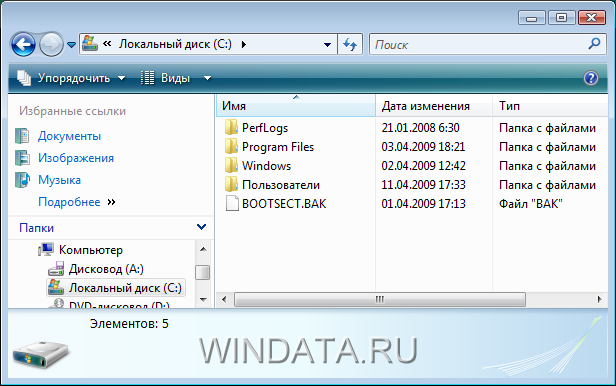 « Локальный диск (C:) Поиск
Упорядочить Виды ?
Избранные ссылки
Документы
Изображения
Музыка
Подробнее »
Папки
Компьютер
Дисковод (A:)
Локальный диск (C:)
DVD-дисковод (D:)
Имя Дата изменения Тип
PerfLogs 21.01.2008 6:30 Папка с файлами
Program Files 03.04.2009 18:21 Папка с файлами
Windows 02.04.2009 12:42 Папка с файлами
Пользователи 11.04.2009 17:33 Папка с файлами
BOOTSECT.BAK 01.04.2009 17:13 Файл "BAK"
Элементов: 5
WINDATA.RU